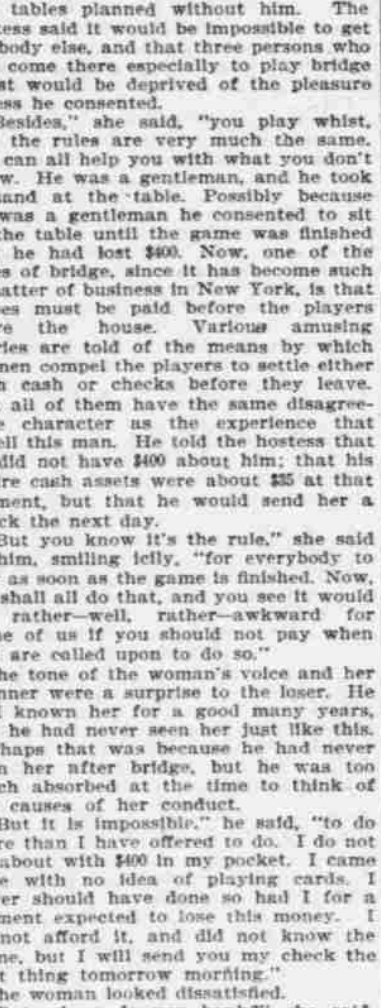 tables planned without him. The
ess said it would be impossible to get
body else, and that three persons who
come there especially to play bridge
st would be deprived of the pleasure
ess he consented.
Besides," she said, "you play whist,
the rules are very much the same.
can all help you with what you don't
w. He was a gentleman, and he took
and at the table. Possibly because
was a gentleman he consented to sit
the table until the game was finished
he had lost $400. Now, one of the
es of bridge, since it has become such
atter of business in New York, is that
es must be paid before the players
re the house. Various amusing
ries are told of the means by which
nen compel the players to settle either
h cash or checks before they leave.
all of them have the same disagree-
e character as the experience that
ell this man. He told the hostess that
did not have $400 about him; that his
re cash assets were about $35 at that
ment, but that he would send her a
ck the next day.
But you know it's the rule," she said
him, smiling icily, "for everybody to
as soon as the game is finished. Now,
shall all do that, and you see it would
rather—well, rather—awkward for
e of us if you should not pay when
are called upon to do so."
he tone of the woman's voice and her
nner were a surprise to the loser. He
known her for a good many years,
he had never seen her just like this.
haps that was because he had never
n her after bridge, but he was too
ch absorbed at the time to think of
causes of her conduct.
But it is impossible," he said, "to do
re than I have offered to do. I do not
about with $400 in my pocket. I came
e with no idea of playing cards. I
er should have done so had I for a
ment expected to lose this money. I
not afford it, and did not know the
ne, but I will send you my check the
t thing tomorrow morning."
he woman looked dissatisfied.